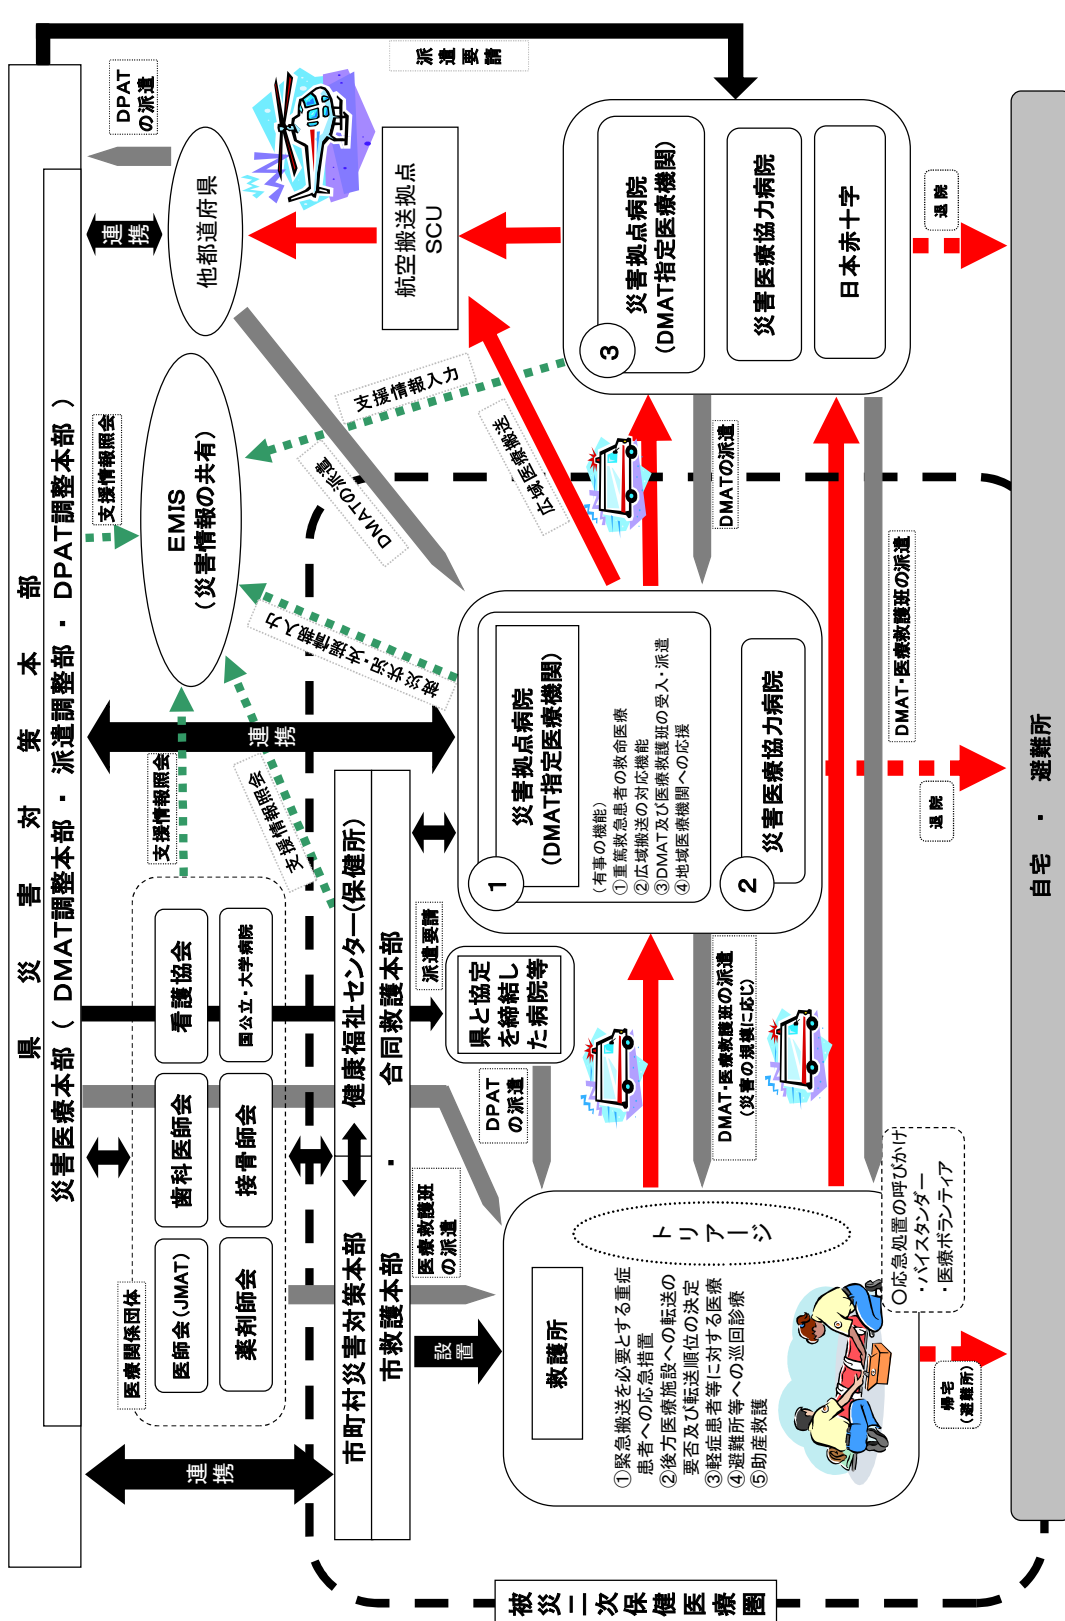 県災害対策本部
災害医療本部（DMAT調整本部・派遣調整部・DPAT調整本部）
連携
医療関係団体
医師会(JMAT)
歯科医師会
看護協会
薬剤師会
接骨師会
国公立・大学病院
支援情報照会
支援情報照会
支援情報照会
EMIS
(災害情報の共有)
連携
他都道府県
DPAT
の派遣
派遣要請
航空搬送拠点
SCU
支援情報入力
DMATの派遣
広域医療搬送
被災状況・支援情報入力
連携
市町村災害対策本部
健康福祉センター(保健所)
市救護本部・合同救護本部
設置
医療救護班
の派遣
派遣要請
県と協定
を締結し
た病院等
DPAT
の派遣
救護所
①緊急搬送を必要とする重症
患者への応急措置
②後方医療施設への転送の
要否及び転送順位の決定
③軽症患者等に対する医療
④避難所等への巡回診療
⑤助産救護
トリアージ
〇応急処置の呼びかけ
・バイスタンダー
・医療ボランティア
1
災害拠点病院
(DMAT指定医療機関)
(有事の機能)
①重篤救急患者の救命医療
②広域搬送の対応機能
③DMAT及び医療救護班の受入・派遣
④地域医療機関への応援
2
災害医療協力病院
3
災害拠点病院
(DMAT指定医療機関)
災害医療協力病院
日本赤十字
DMATの派遣
DMAT・医療救護班の派遣
(災害の規模に応じ)
DMAT・医療救護班の派遣
帰宅
(避難所)
退院
退院
自宅・避難所
被災二次保健医療圏